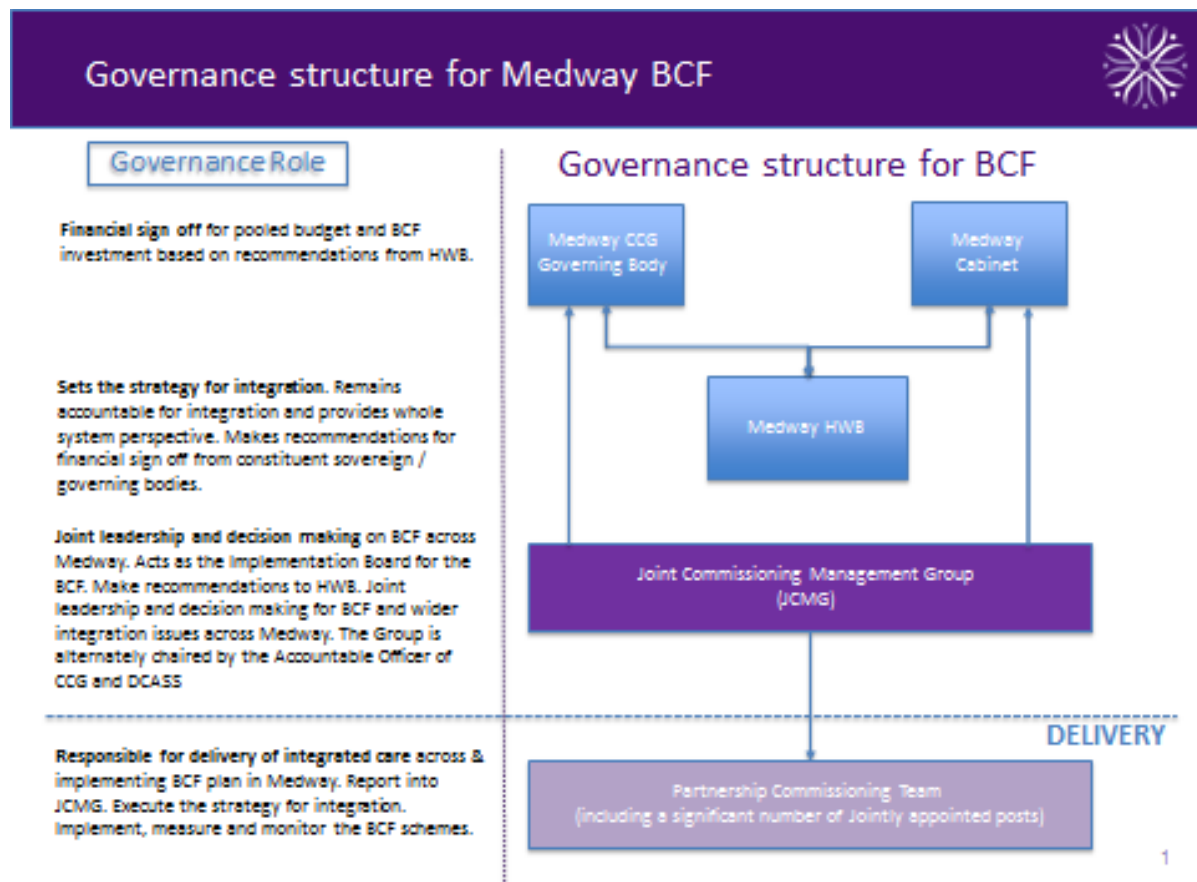 Governance structure for Medway BCF
Governance Role
Governance structure for BCF
Financial sign off for pooled budget and BCF
investment based on recommendations from HWB.
Medway CCG
Governing Body
Medway
Cabinet
Sets the strategy for integration. Remains
accountable for integration and provides whole
system perspective. Makes recommendations for
financial sign off from constituent sovereign /
governing bodies.
Medway HWB
Joint leadership and decision making on BCF across
Medway. Acts as the Implementation Board for the
BCF. Make recommendations to HWB. Joint
leadership and decision making for BCF and wider
integration issues across Medway. The Group is
alternately chaired by the Accountable Officer of
CCG and DCASS
Joint Commissioning Management Group
(JCMG)
DELIVERY
Responsible for delivery of integrated care across &
implementing BCF plan in Medway. Report into
JCMG. Execute the strategy for integration.
Implement, measure and monitor the BCF schemes.
Partnership Commissioning Team
(including a significant number of Jointly appointed posts)
1